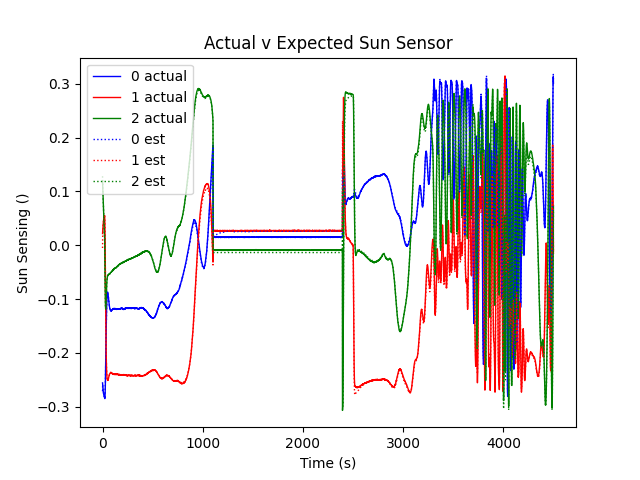 Actual v Expected Sun Sensor
0 actual
1 actual
2 actual
0 est
1 est
2 est
Sun Sensing ()
0.3
0.2
0.1
0.0
−0.1
−0.2
−0.3
0 1000 2000 3000 4000
Time (s)